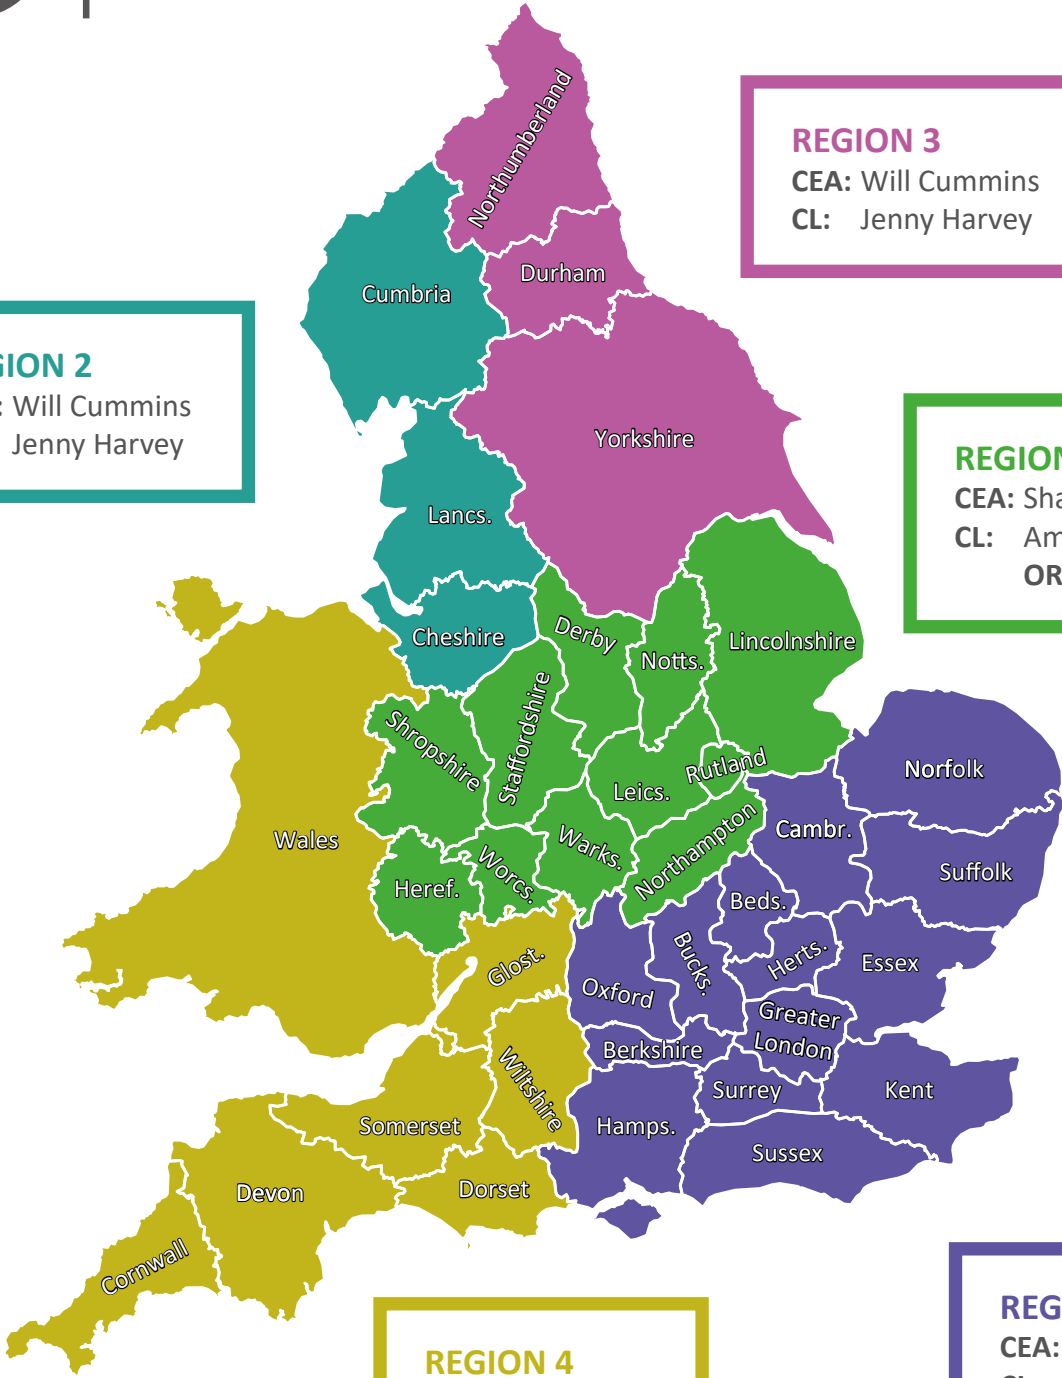 REGION 3
CEA: Will Cummins
CL: Jenny Harvey
GION 2
: Will Cummins
Jenny Harvey
REGION
CEA: Sha
CL: Am
OR
Northumberland
Durham
Cumbria
Yorkshire
Lancs.
Cheshire
Derby
Notts.
Lincolnshire
Shropshire
Staffordshire
Leics.
Rutland
Norfolk
Wales
Heref.
Worcs.
Warks.
Northampton
Cambr.
Suffolk
Beds.
Glost.
Oxford
Bucks.
Herts.
Essex
Greater
London
Berkshire
Wiltshire
Somerset
Hamps.
Surrey
Kent
Sussex
Devon
Dorset
Cornwall
REGION 4
REG
CEA: